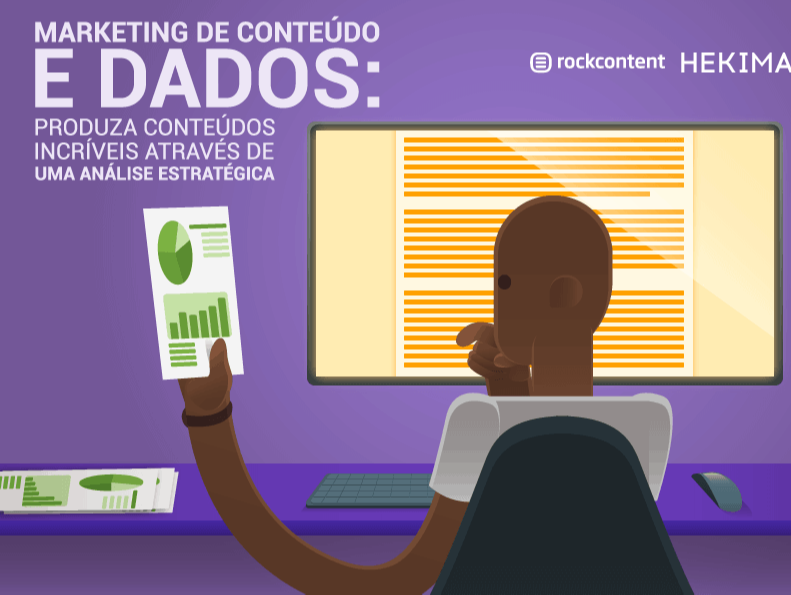 MARKETING DE CONTEÚDO
E DADOS:
PRODUZA CONTEÚDOS
INCRÍVEIS ATRAVÉS DE
UMA ANÁLISE ESTRATÉGICA
rockcontent HEKIMA